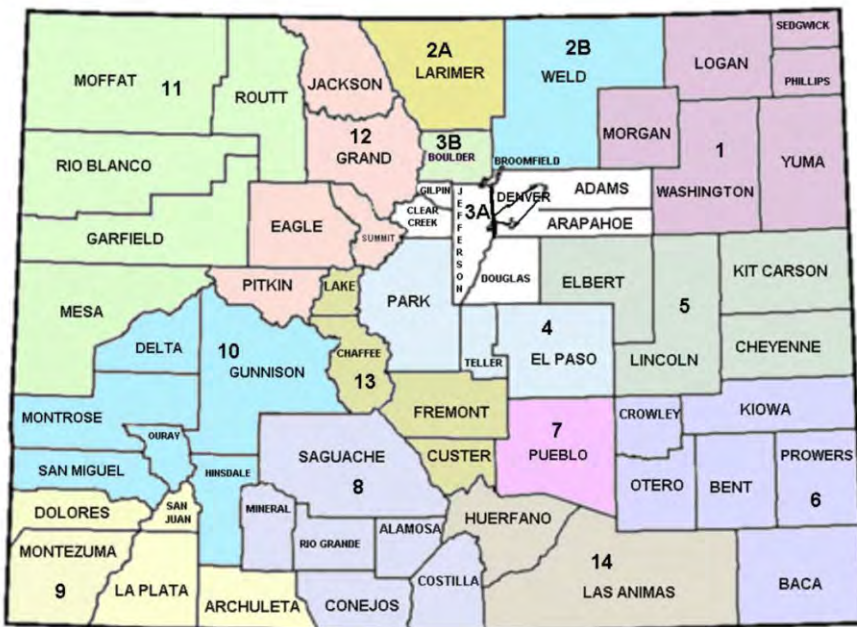 SEDGWICK
2A
2B
LARIMER
WELD
LOGAN
MOFFAT
11
JACKSON
ROUTT
PHILLIPS
12
GRAND
3B
BOULDER
MORGAN
1
BROOMFIELD
RIO BLANCO
YUMA
WASHINGTON
GILPIN
ADAMS
DENVER
JEFFERSON
3A
CLEAR
CREEK
ARAPAHOE
EAGLE
SUMMIT
GARFIELD
DOUGLAS
ELBERT
KIT CARSON
PITKIN
LAKE
PARK
MESA
5
4
EL PASO
DELTA
10
GUNNISON
CHAFFEE
13
TELLER
LINCOLN
CHEYENNE
MONTROSE
FREMONT
CROWLEY
KIOWA
7
PUEBLO
OURAY
SAGUACHE
8
CUSTER
PROWERS
SAN MIGUEL
HINSDALE
OTERO
BENT
6
SAN
JUAN
DOLORES
MINERAL
ALAMOSA
HUERFANO
RIO GRANDE
MONTEZUMA
9
LA PLATA
ARCHULETA
CONEJOS
COSTILLA
14
LAS ANIMAS
BACA